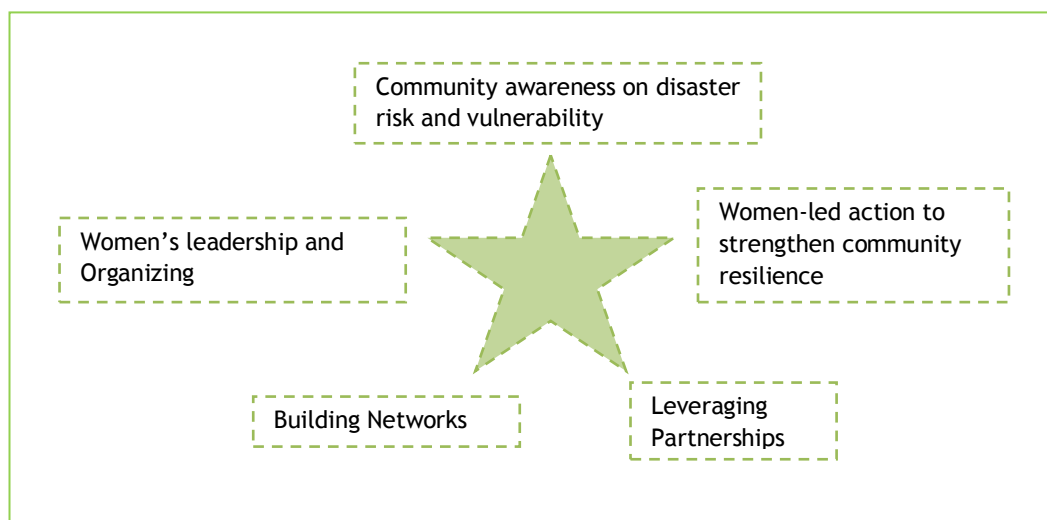 Community awareness on disaster
risk and vulnerability
Women’s leadership and
Organizing
Women-led action to
strengthen community
resilience
Building Networks
Leveraging
Partnerships